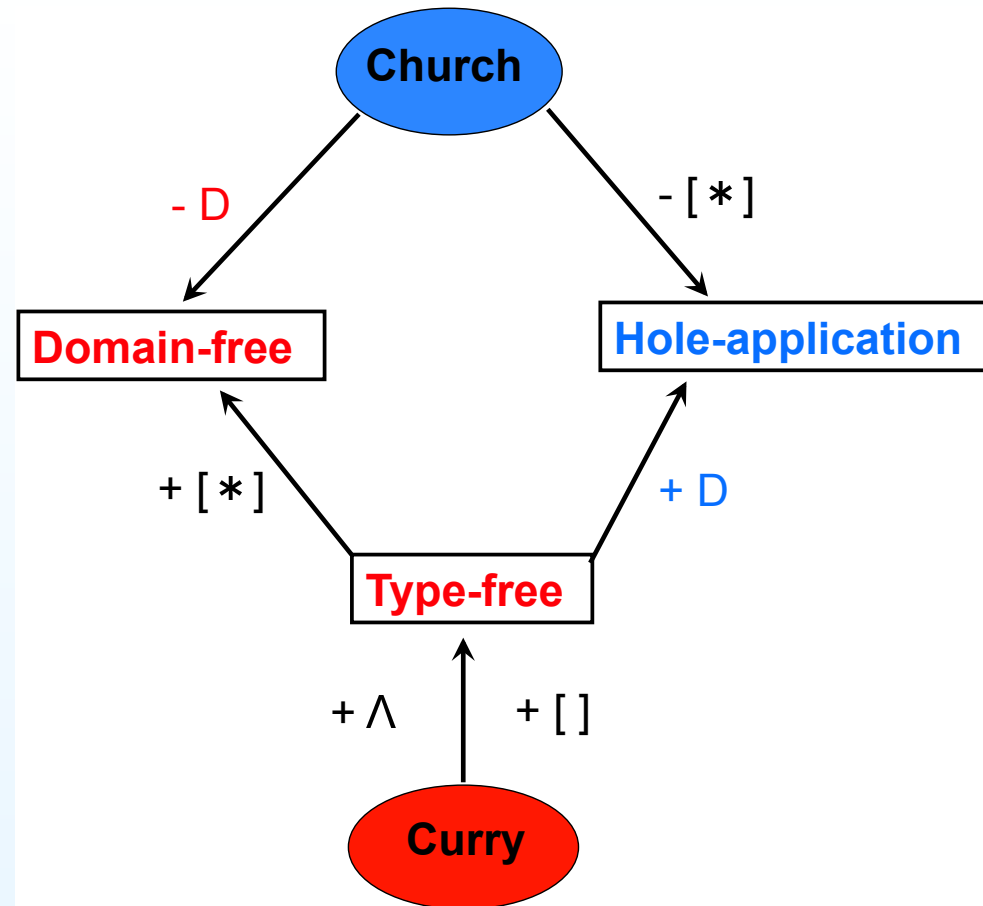 Church
- D
- [ * ]
Domain-free
Hole-application
+ [ * ]
+ D
Type-free
+ Λ
+ [ ]
Curry